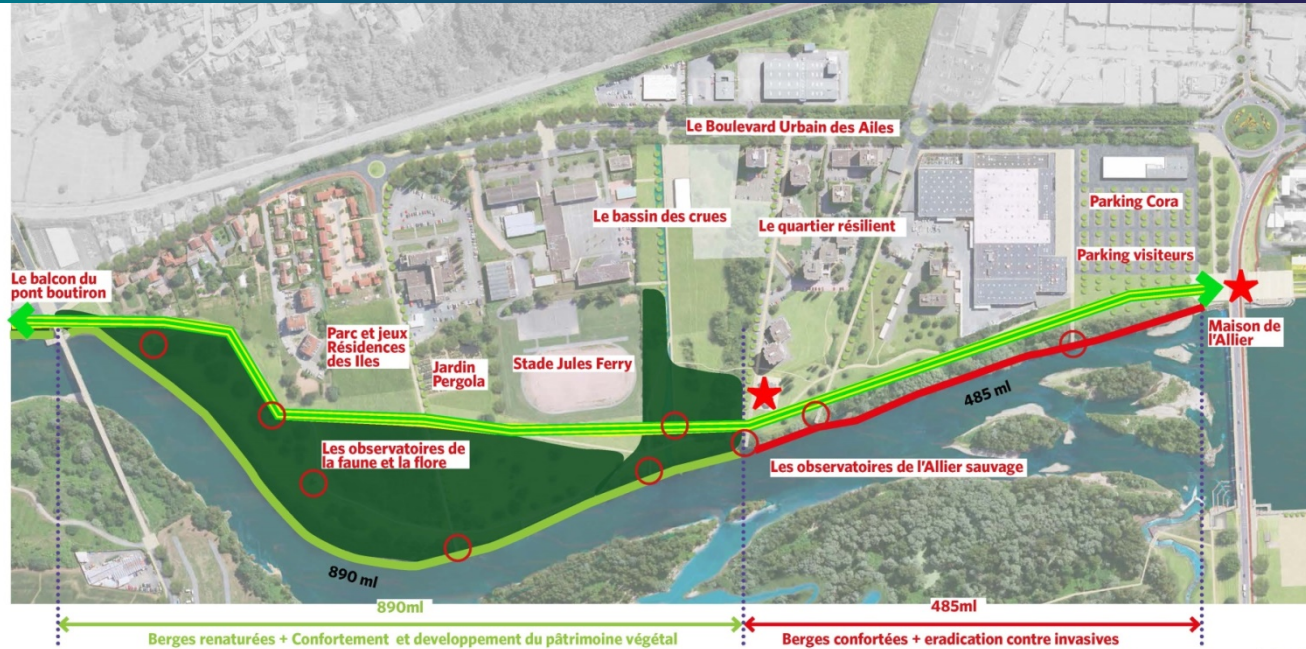 Le Boulevard Urbain des Ailes
Parking Cora
Le bassin des crues
Le quartier résilient
Parking visiteurs
Le balcon du
pont boutiron
Parc et jeux
Résidences
des Iles
Jardin
Pergola
Stade Jules Ferry
Maison de
l'Allier
485 ml
Les observatoires de
la faune et la flore
Les observatoires de l'Allier sauvage
890 ml
890ml
485ml
Berges renaturées + Confortement et developpement du pâtrimoine végétal
Berges confortées + eradication contre invasives